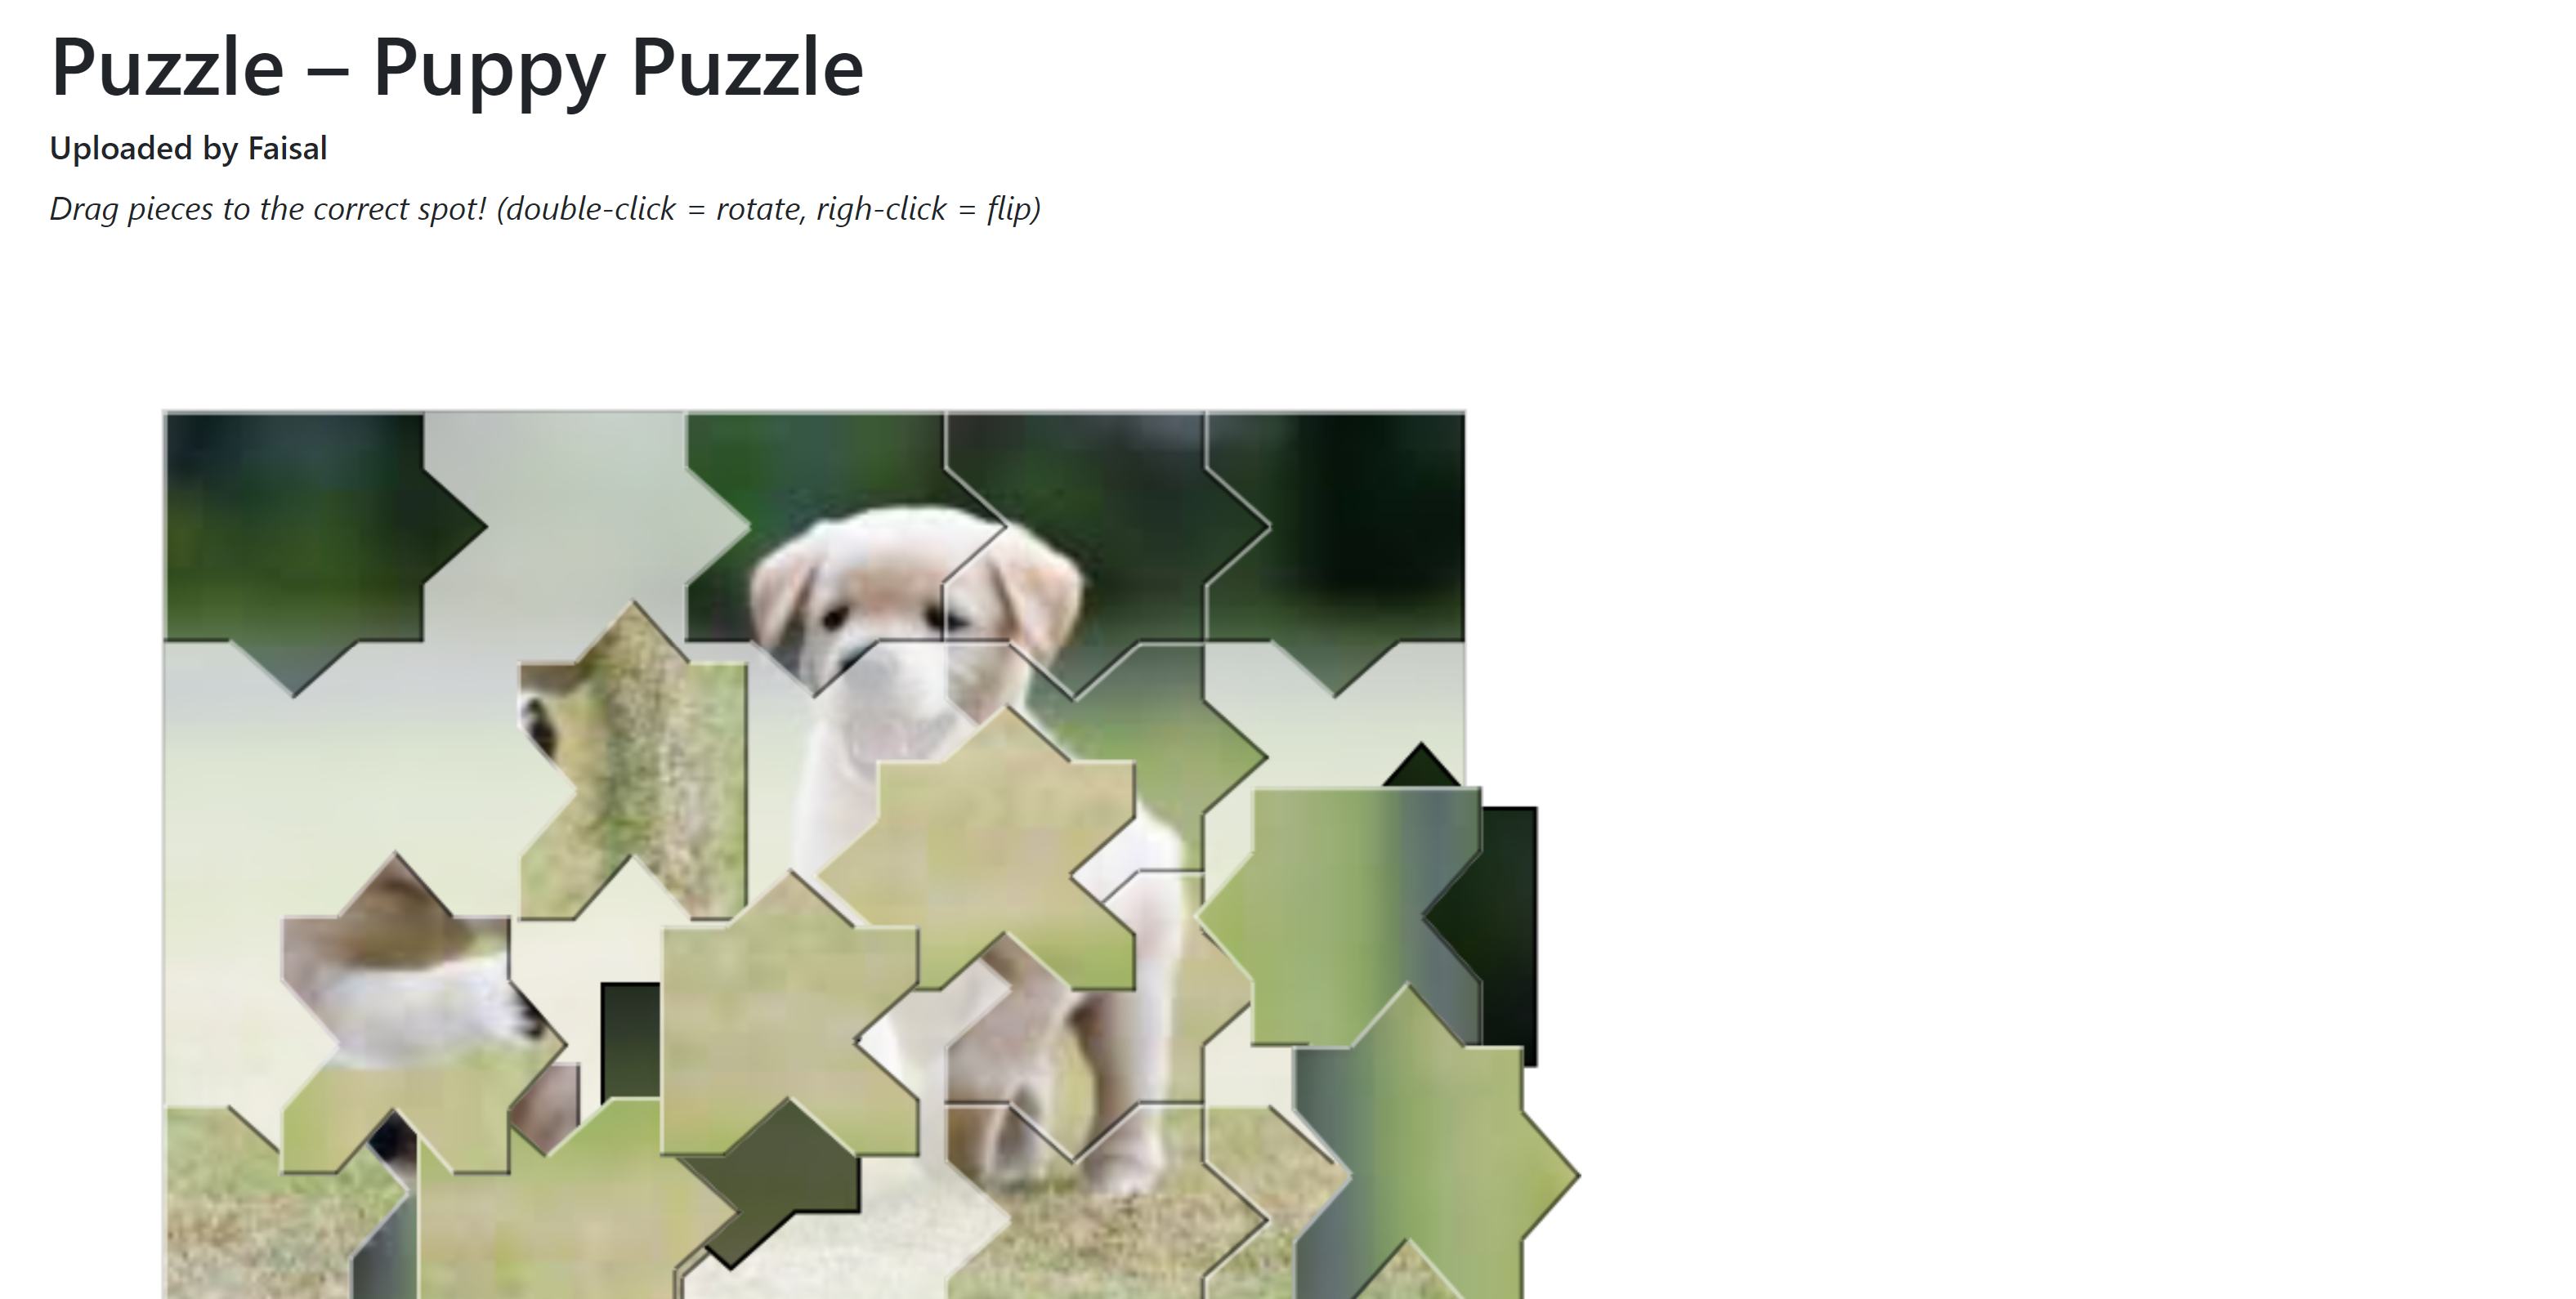 Puzzle – Puppy Puzzle
Uploaded by Faisal
Drag pieces to the correct spot! (double-click = rotate, righ-click = flip)